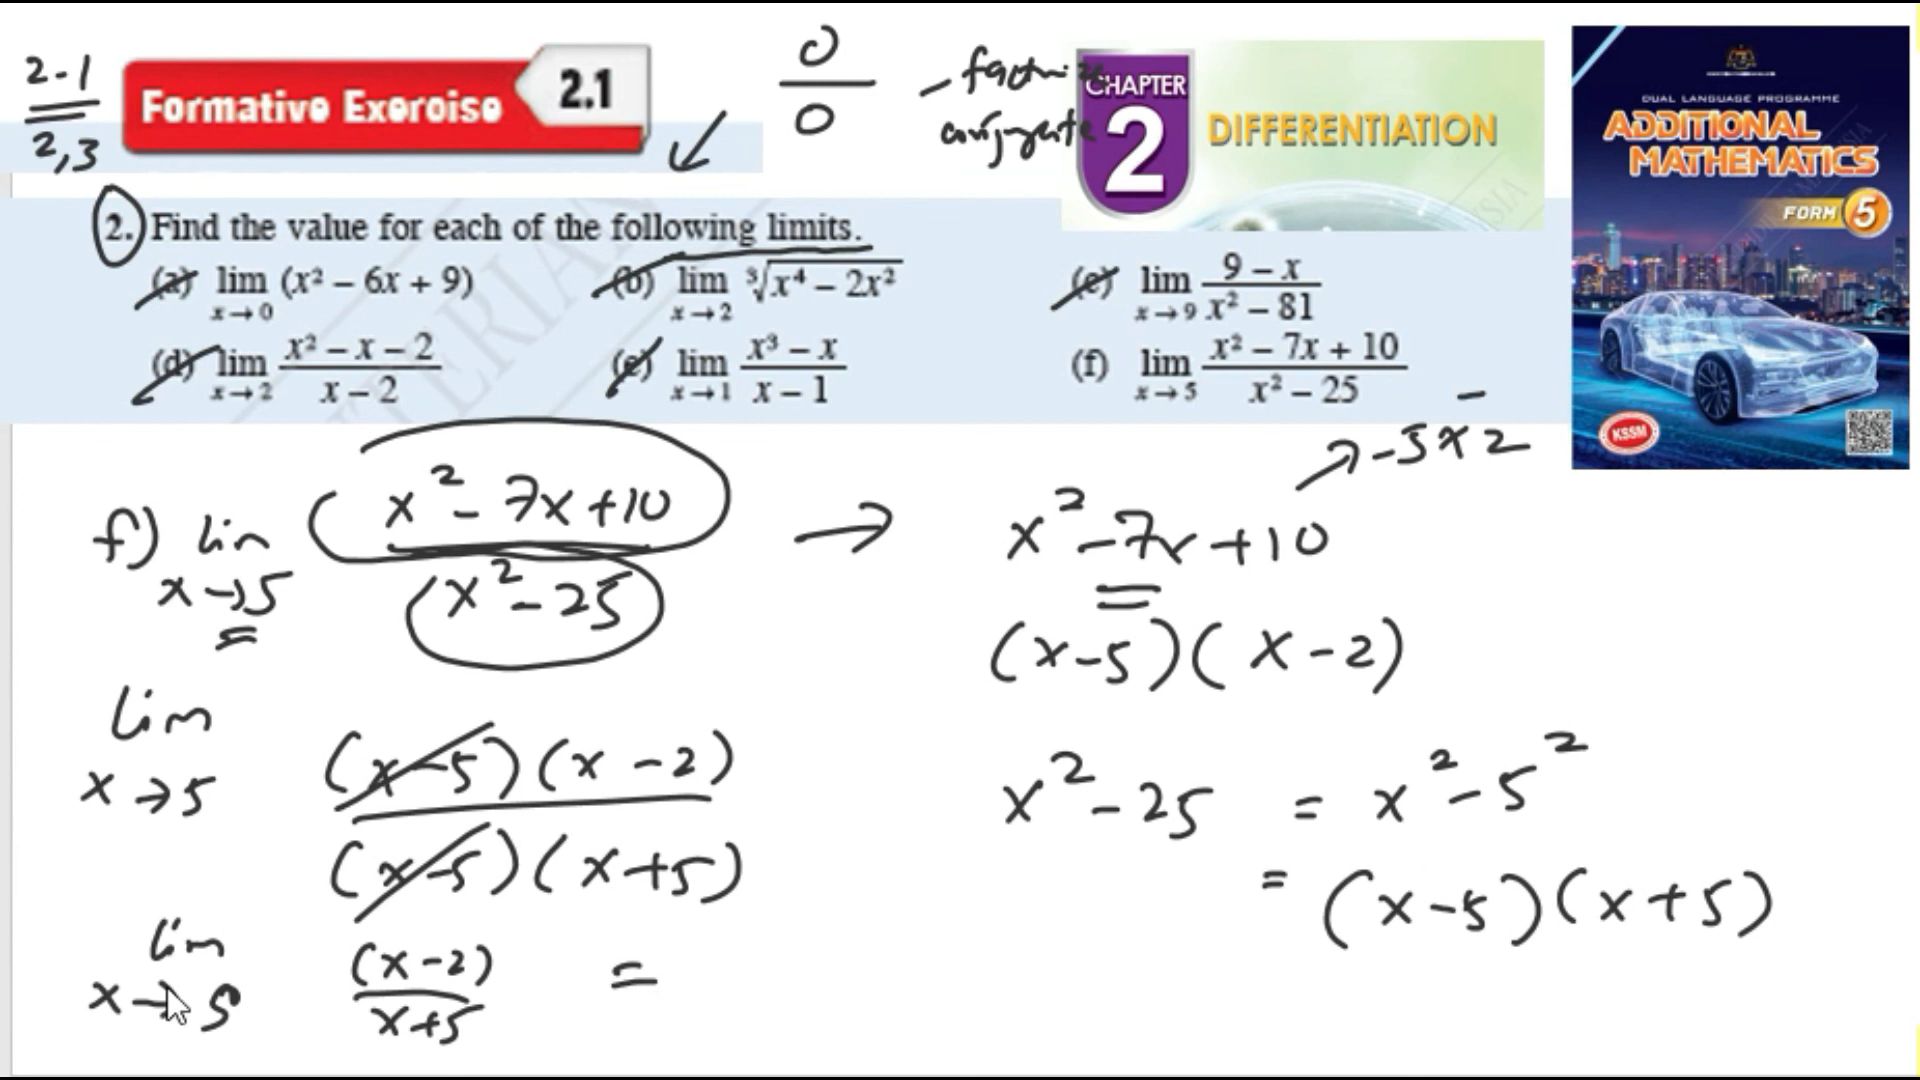 2-1
2,3
Formative Exercise 2.1
0
0
- factorize
conjugate
CHAPTER
2
DIFFERENTIATION
DUAL LANGUAGE PROGRAMME
ADDITIONAL
MATHEMATICS
FORM 5
KSSM
2. Find the value for each of the following limits.
(a) lim x→0 (x² – 6x + 9)
(b) lim x→2 ∛(x⁴ – 2x²)
(c) lim x→9 (9 – x)/(x² – 81)
(d) lim x→2 (x² – x – 2)/(x – 2)
(e) lim x→1 (x³ – x)/(x – 1)
(f) lim x→5 (x² – 7x + 10)/(x² – 25)
f) lim x→5 (x² - 7x + 10)/(x² - 25) →
lim x→5 (x-5)(x-2)/(x-5)(x+5)
lim x→5 (x-2)/x+5 =
→ -5 x -2
x² - 7x + 10
(x-5)(x-2)
x² - 25 = x² - 5²
= (x-5)(x+5)